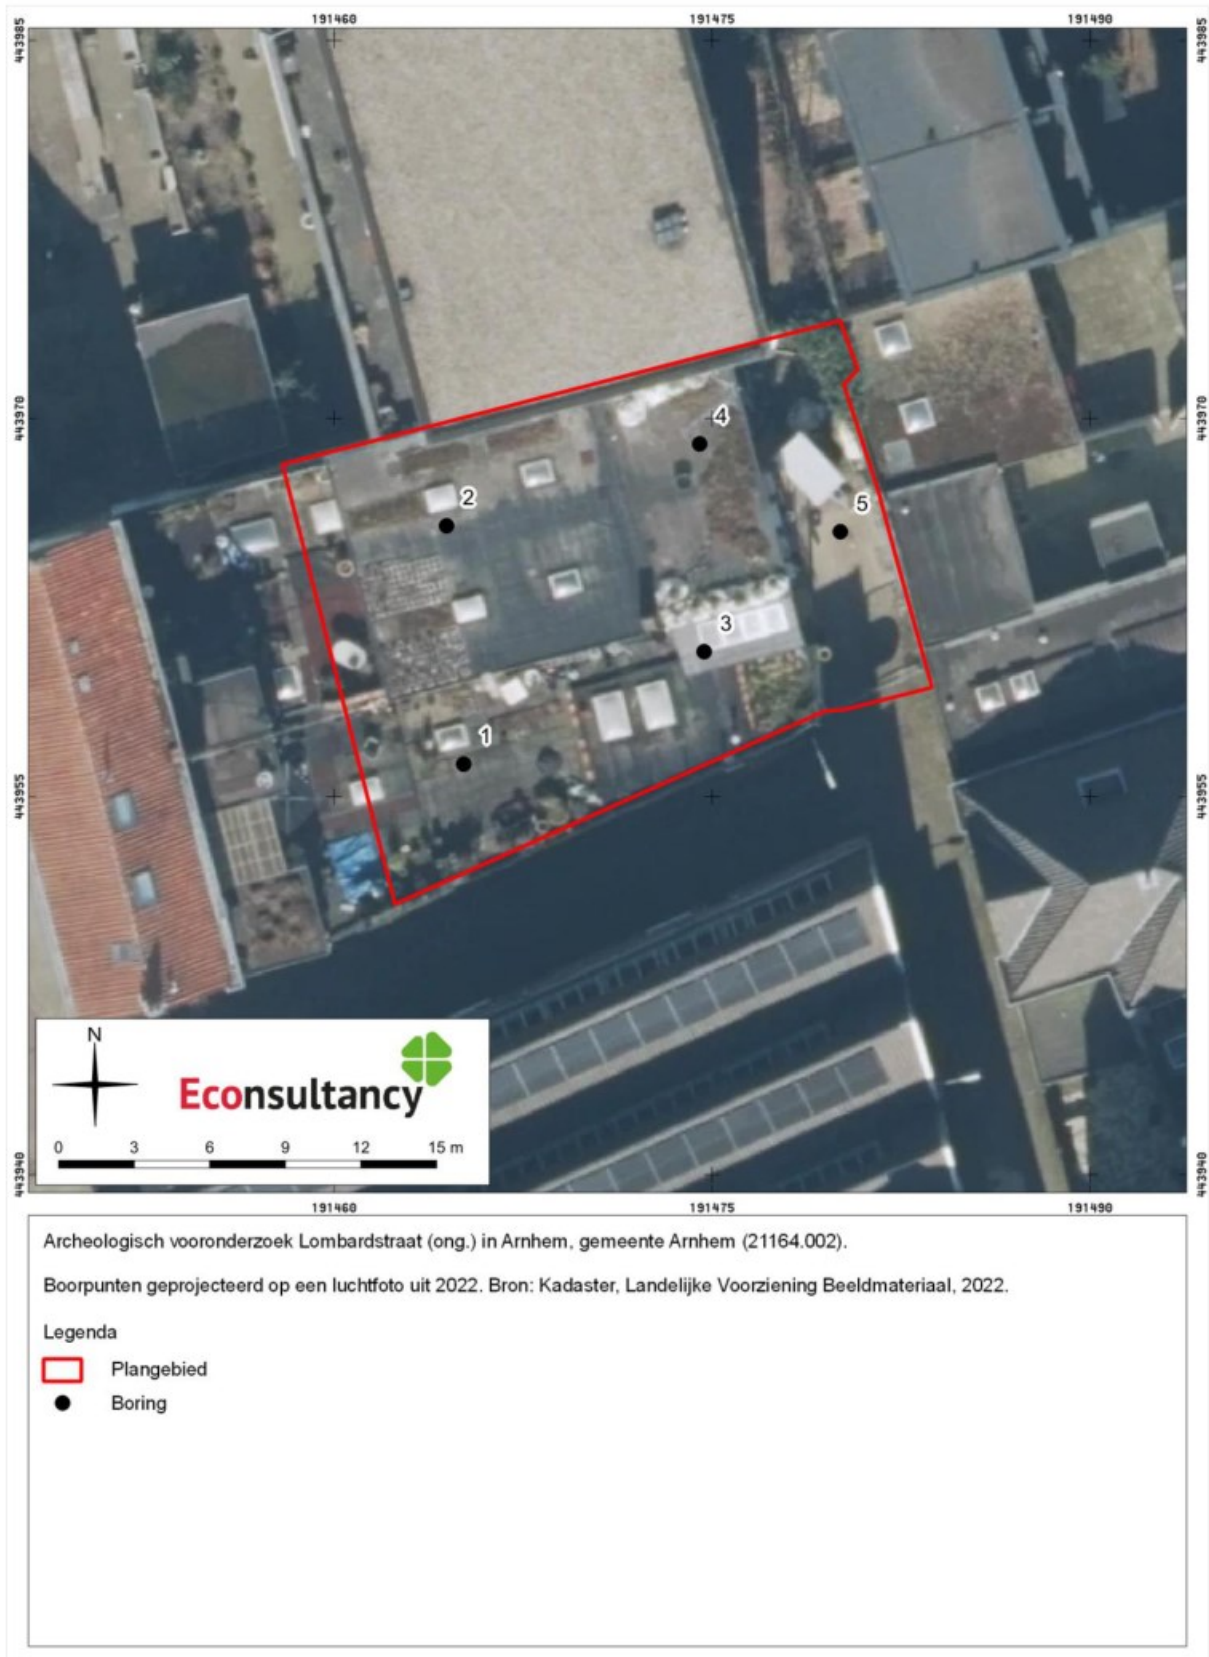 191460 191475 191490
443985 443985
4
443970 443970
2
5
3
1
443955 443955
N
Econsultancy
0 3 6 9 12 15 m
443940 443940
191460 191475 191490
Archeologisch vooronderzoek Lombardstraat (ong.) in Arnhem, gemeente Arnhem (21164.002).
Boorpunten geprojecteerd op een luchtfoto uit 2022. Bron: Kadaster, Landelijke Voorziening Beeldmateriaal, 2022.
Legenda
Plangebied
Boring